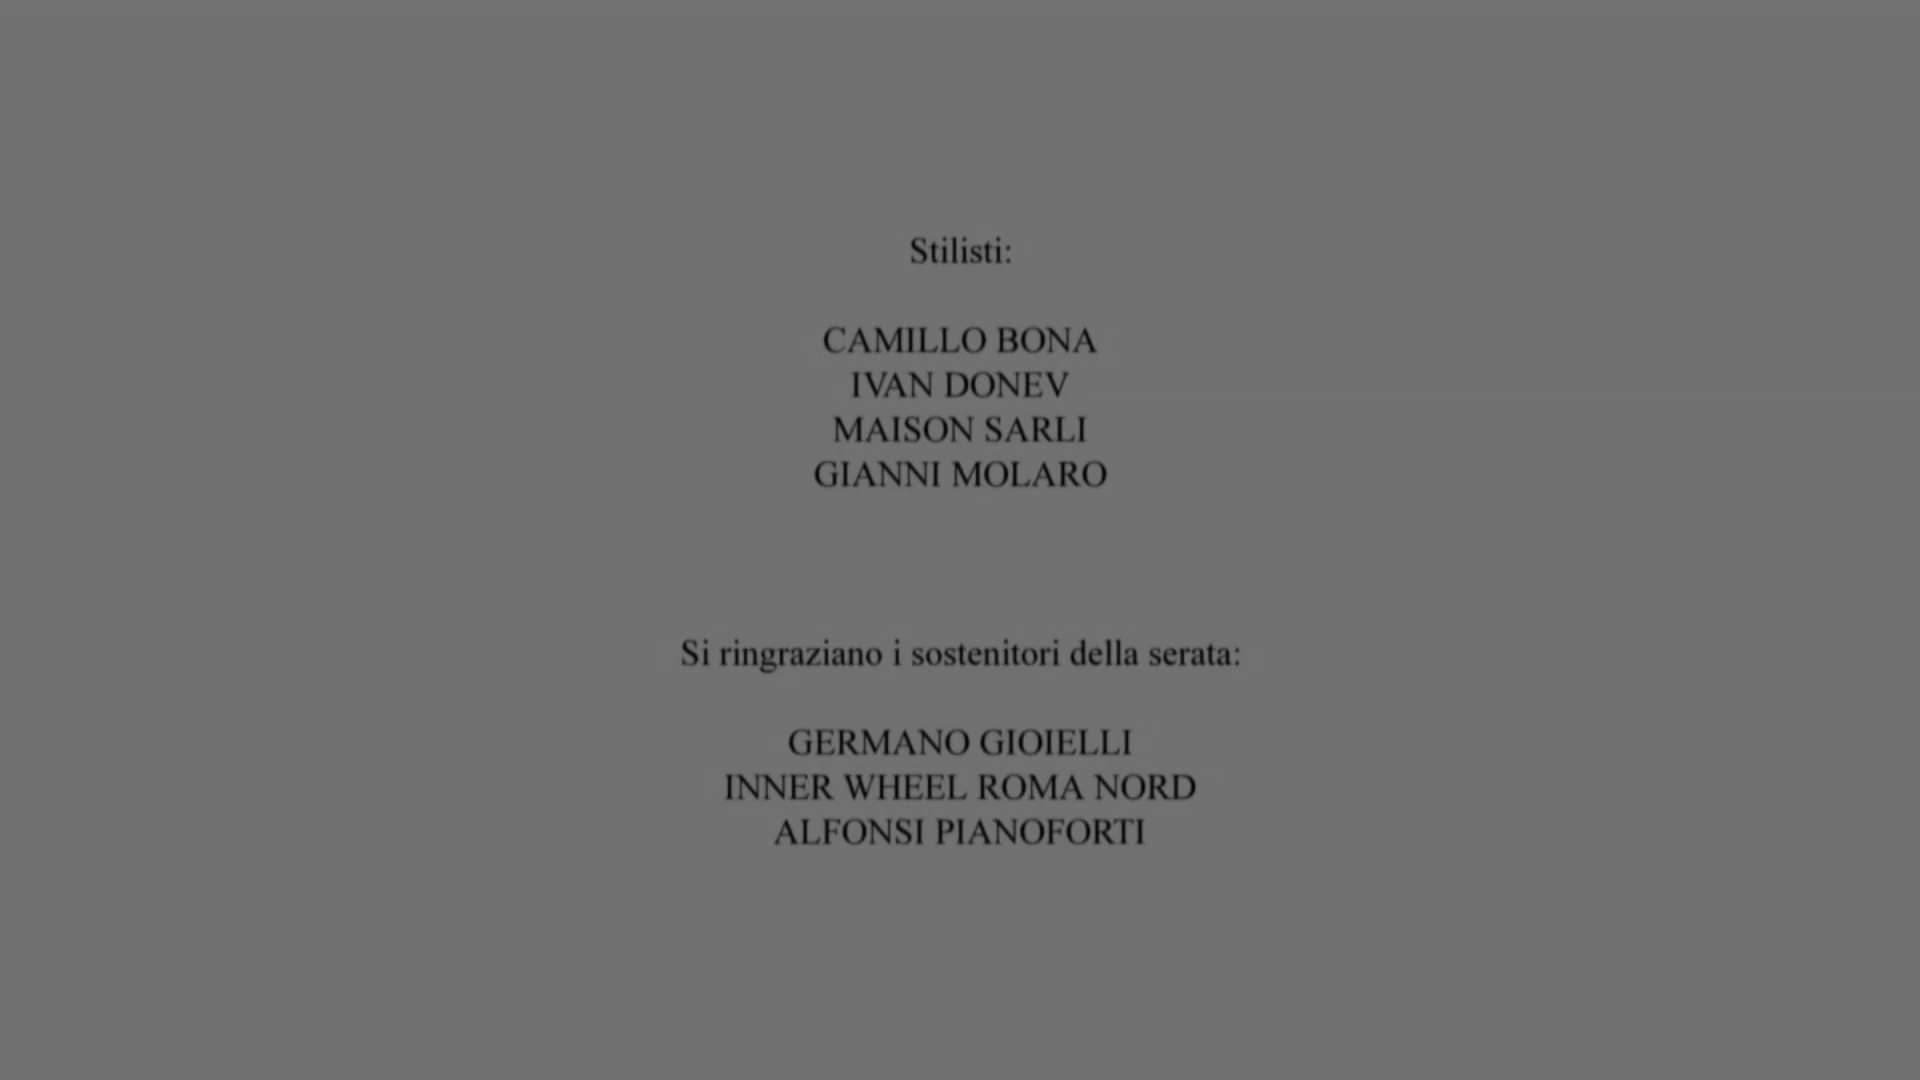 Stilisti:
CAMILLO BONA
IVAN DONEV
MAISON SARLI
GIANNI MOLARO
Si ringraziano i sostenitori della serata:
GERMANO GIOIELLI
INNER WHEEL ROMA NORD
ALFONSI PIANOFORTI